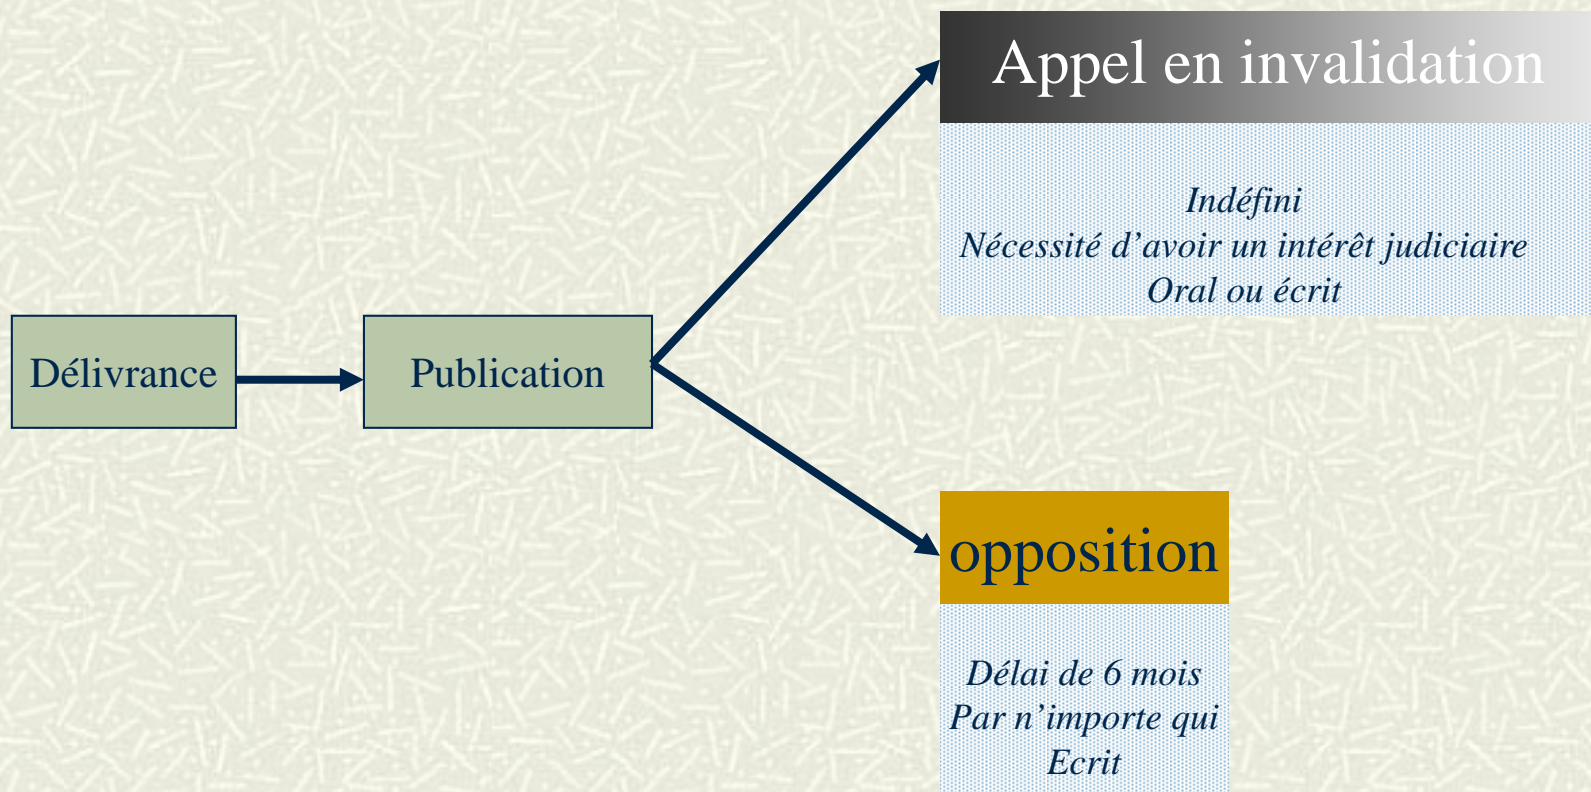 Appel en invalidation
Indéfini
Nécessité d’avoir un intérêt judiciaire
Oral ou écrit
Délivrance
Publication
opposition
Délai de 6 mois
Par n’importe qui
Ecrit